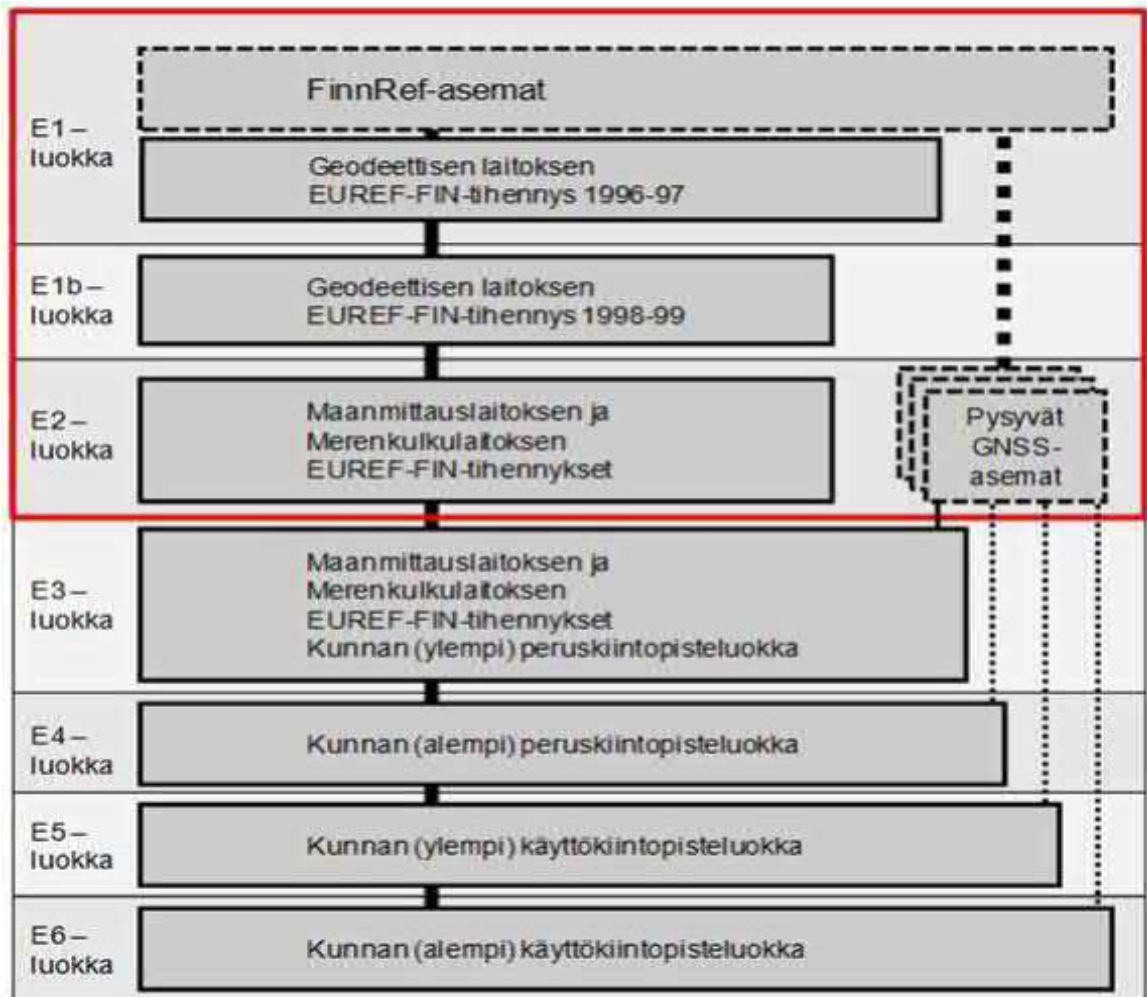 FinnRef-asemat
E1 –
luokka
Geodeettisen laitoksen
EUREF-FIN-tihennys 1996-97
E1b –
luokka
Geodeettisen laitoksen
EUREF-FIN-tihennys 1998-99
E2 –
luokka
Maanmittauslaitoksen ja
Merenkulkulaitoksen
EUREF-FIN-tihennykset
Pysyvät
GNSS-
asemat
E3 –
luokka
Maanmittauslaitoksen ja
Merenkulkulaitoksen
EUREF-FIN-tihennykset
Kunnan (ylempi) peruskiintopisteluokka
E4 –
luokka
Kunnan (alempi) peruskiintopisteluokka
E5 –
luokka
Kunnan (ylempi) käyttökiintopisteluokka
E6 –
luokka
Kunnan (alempi) käyttökiintopisteluokka